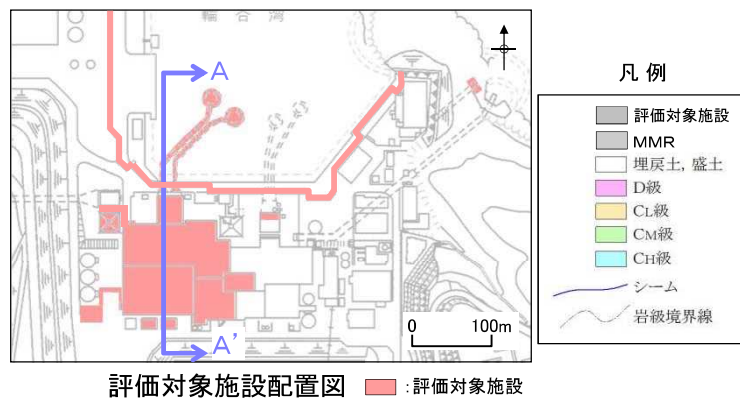 輪谷湾
A
A'
0 100m
評価対象施設配置図 :評価対象施設
凡 例
評価対象施設
MMR
埋戻土, 盛土
D級
CL級
CM級
CH級
シーム
岩級境界線